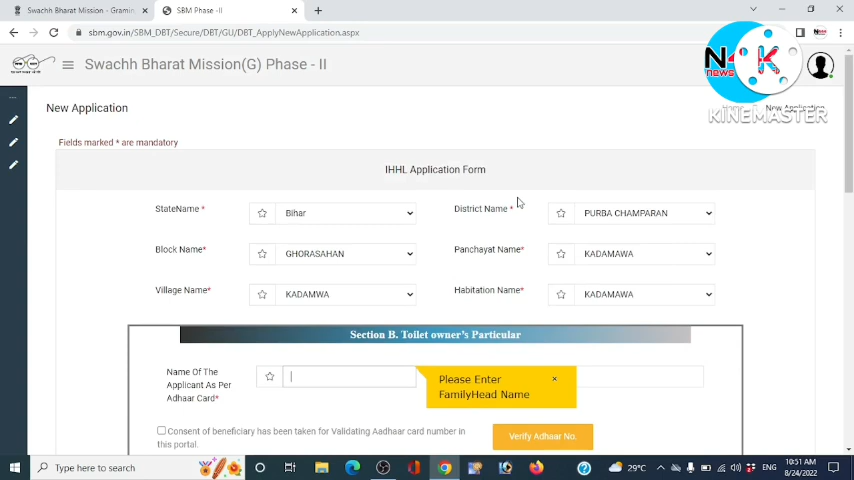 Swachh Bharat Mission - Gramin
SBM Phase -II
sbm.gov.in/SBM_DBT/Secure/DBT/GU/DBT_ApplyNewApplication.aspx
Swachh Bharat Mission(G) Phase - II
N4K
news
KINEMASTER
New Application
New Application
Fields marked * are mandatory
IHHL Application Form
StateName * Bihar District Name * PURBA CHAMPARAN
Block Name* GHORASAHAN Panchayat Name* KADAMAWA
Village Name* KADAMWA Habitation Name* KADAMAWA
Section B. Toilet owner's Particular
Name Of The
Applicant As Per
Adhaar Card*
Please Enter
FamilyHead Name
Consent of beneficiary has been taken for Validating Aadhaar card number in
this portal.
Verify Adhaar No.
Type here to search
29°C
ENG
10:51 AM
8/24/2022